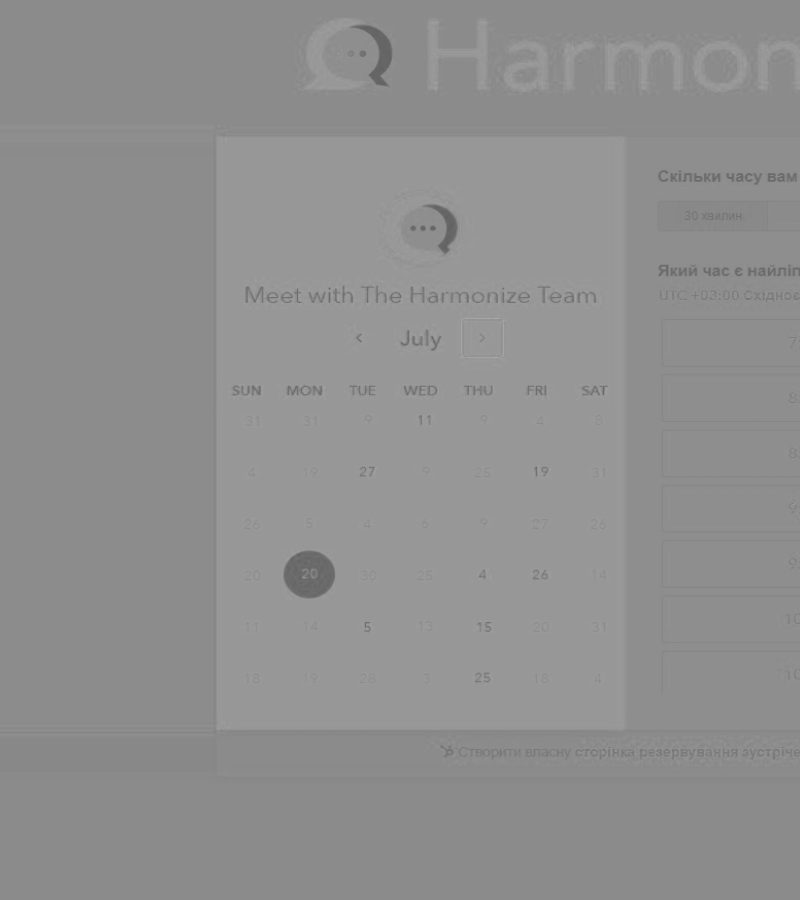 Harmon
Meet with The Harmonize Team
July
SUN MON TUE WED THU FRI SAT
31 31 9 11 9 4 8
4 19 27 9 25 19 31
26 5 4 6 9 27 26
20 20 30 25 4 26 14
11 14 5 13 15 20 31
18 19 28 3 25 18 4
Скільки часу вам
30 хвилин
Який час є найліп
UTC +03:00 Східноє
7
8
8
9
9
10
10
Створити власну сторінка резервування зустріче